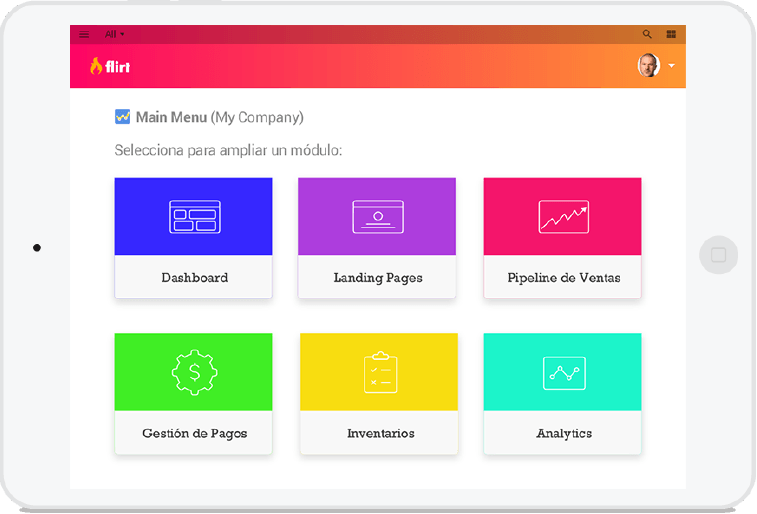 All
flirt
Main Menu (My Company)
Selecciona para ampliar un módulo:
Dashboard
Landing Pages
Pipeline de Ventas
Gestión de Pagos
Inventarios
Analytics